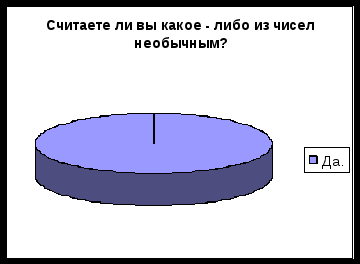 Считаете ли вы какое - либо из чисел
необычным?
Да.